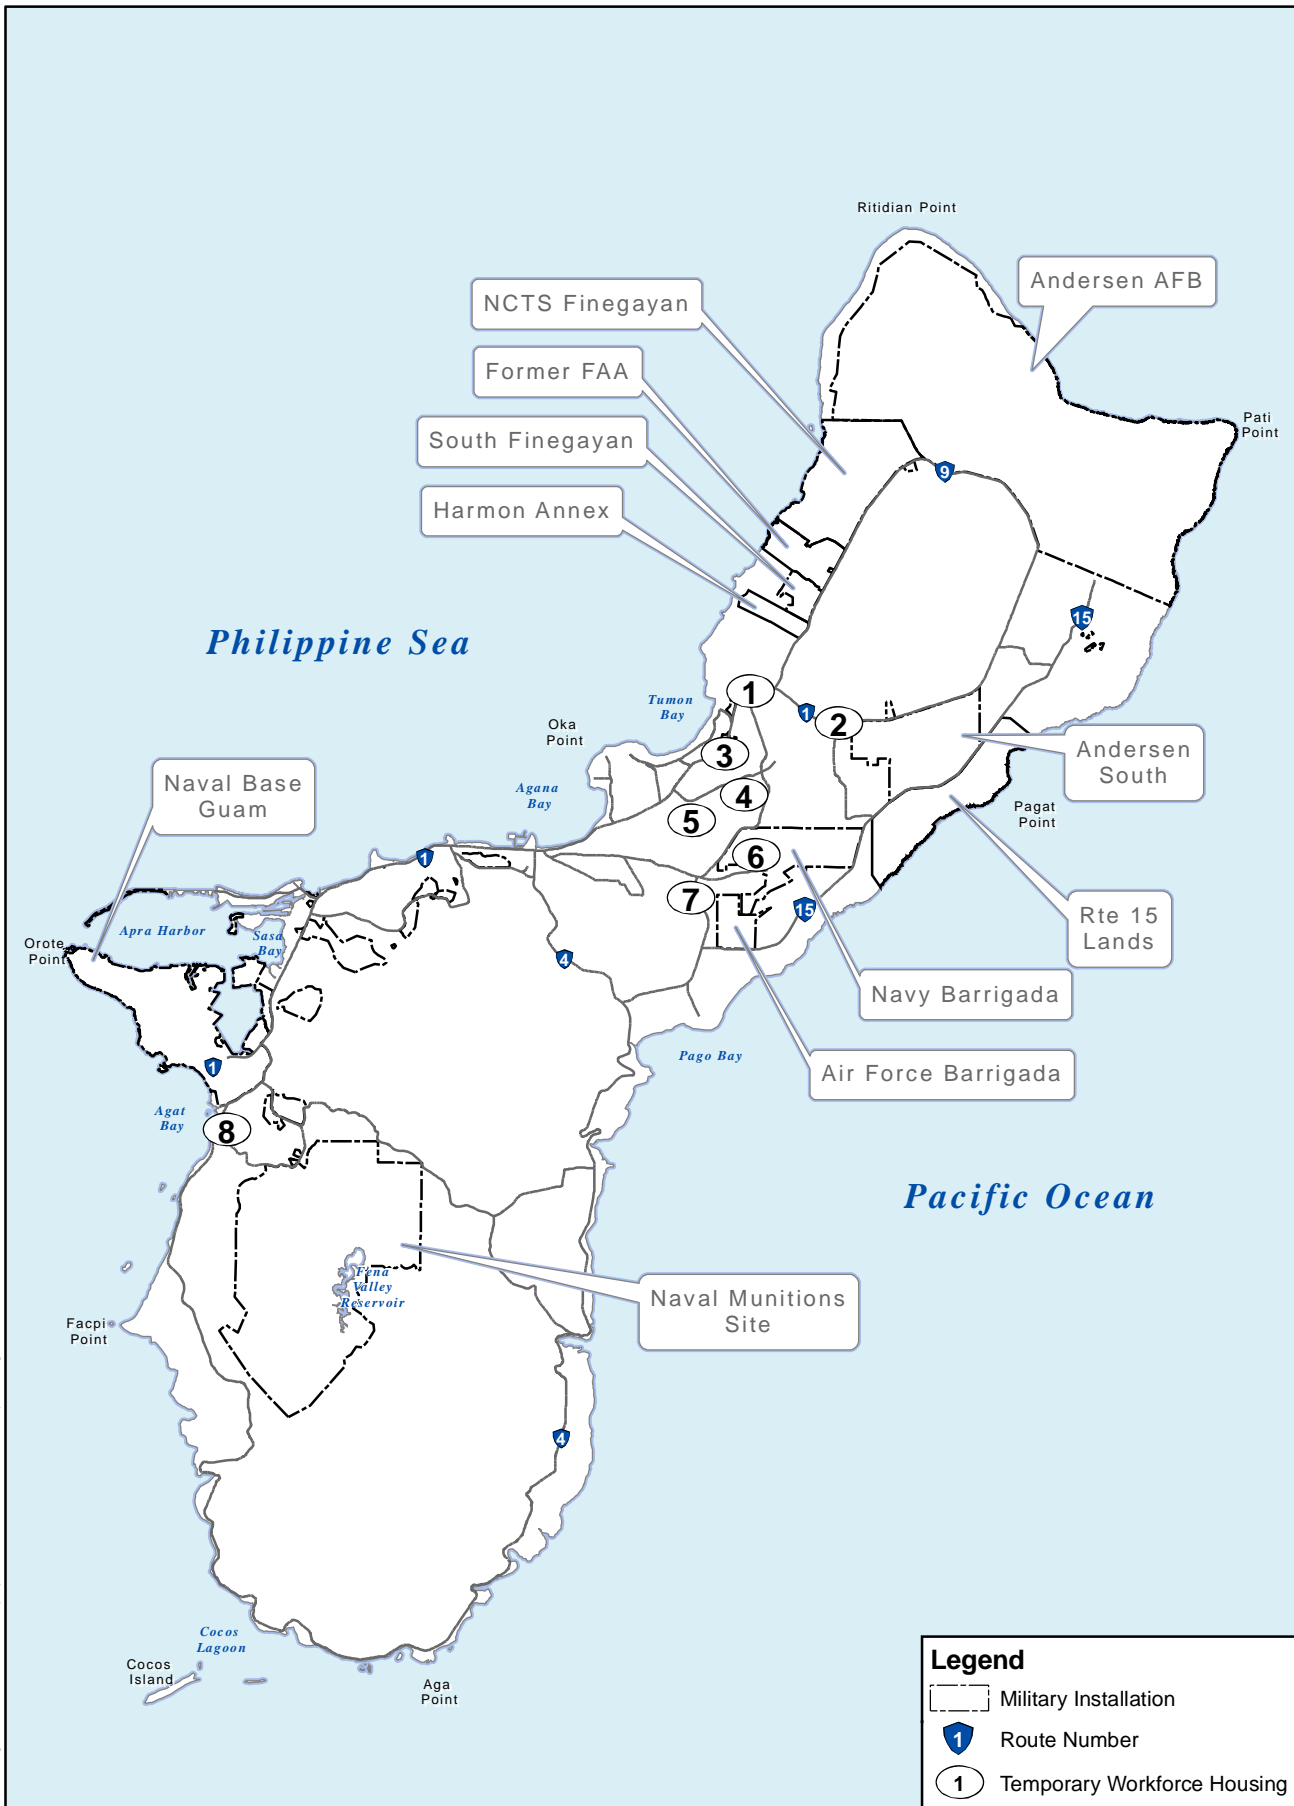 Ritidian Point
Andersen AFB
NCTS Finegayan
Former FAA
Pati
Point
South Finegayan
9
Harmon Annex
15
Philippine Sea
1
Tumon
Bay
1
2
Oka
Point
3
Andersen
South
Naval Base
Guam
Agana
Bay
4
Pagat
Point
5
1
6
7
15
Rte 15
Lands
Apra Harbor
Sasa
Bay
Orote
Point
4
Navy Barrigada
Pago Bay
1
Air Force Barrigada
Agat
Bay
8
Pacific Ocean
Fena
Valley
Reservoir
Naval Munitions
Site
Facpi
Point
4
Cocos
Lagoon
Cocos
Island
Aga
Point
Legend
Military Installation
1 Route Number
1 Temporary Workforce Housing